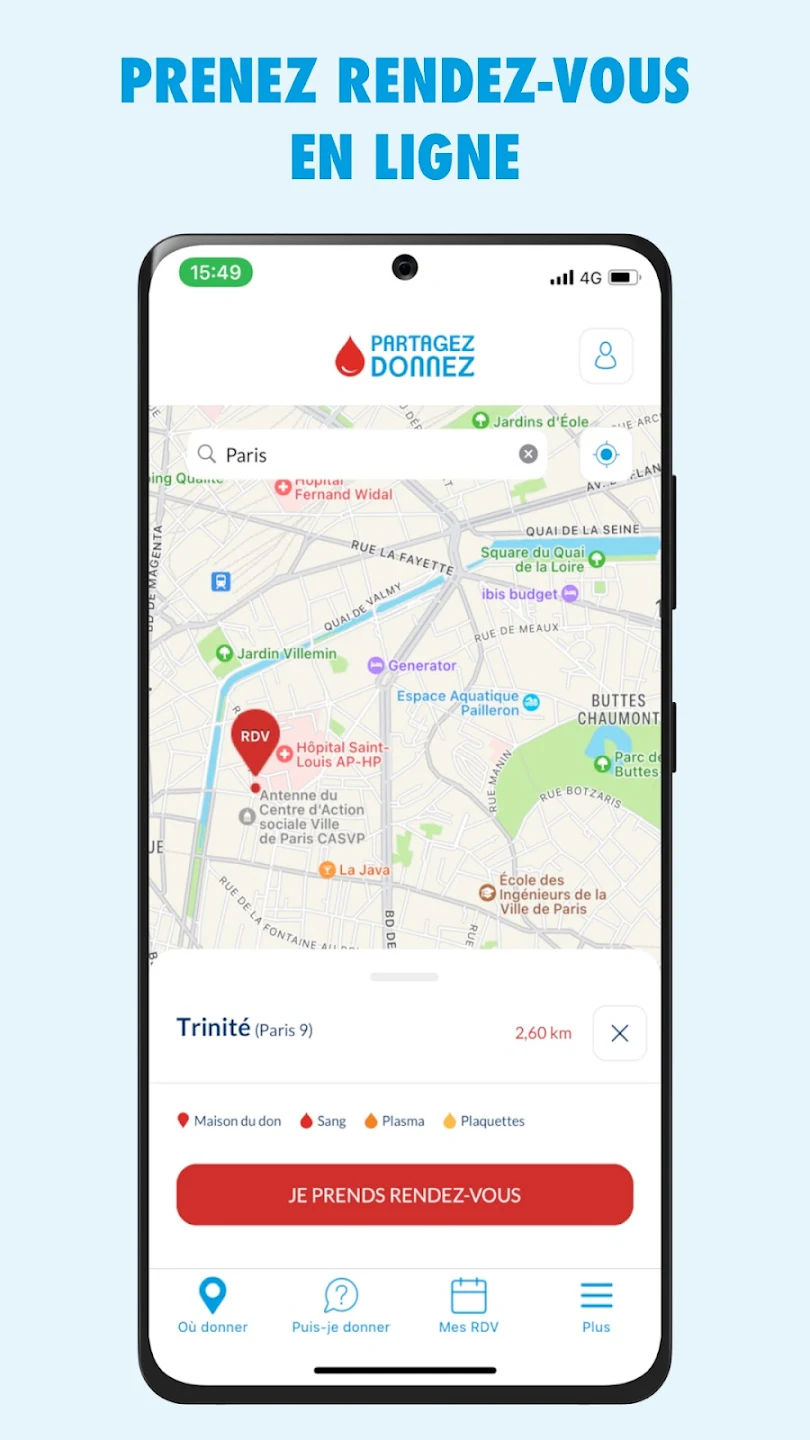 PRENEZ RENDEZ-VOUS
EN LIGNE
15:49
4G
PARTAGEZ
DONNEZ
Jardins d'Éole
Paris
Hôpital
Fernand Widal
QUAI DE LA SEINE
RUE LA FAYETTE
Square du Quai
de la Loire
BD DE MAGENTA
ibis budget
QUAI DE VALMY
RUE DE MEAUX
Jardin Villemin
Generator
Espace Aquatique
Pailleron
BUTTES
CHAUMONT
RDV
Hôpital Saint-
Louis AP-HP
Parc de
Buttes-
RUE MANIN
RUE BOTZARIS
Antenne du
Centre d'Action
sociale Ville
de Paris CASVP
La Java
École des
Ingénieurs de la
Ville de Paris
RUE DE LA FONTAINE AU
BD DE
RUE
Trinité (Paris 9)
2,60 km
Maison du don
Sang
Plasma
Plaquettes
JE PRENDS RENDEZ-VOUS
Où donner
Puis-je donner
Mes RDV
Plus